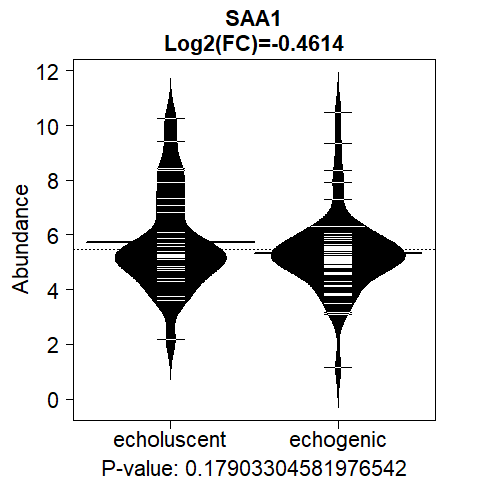 SAA1
Log2(FC)=-0.4614
Abundance
12
10
8
6
4
2
0
echoluscent echogenic
P-value: 0.17903304581976542